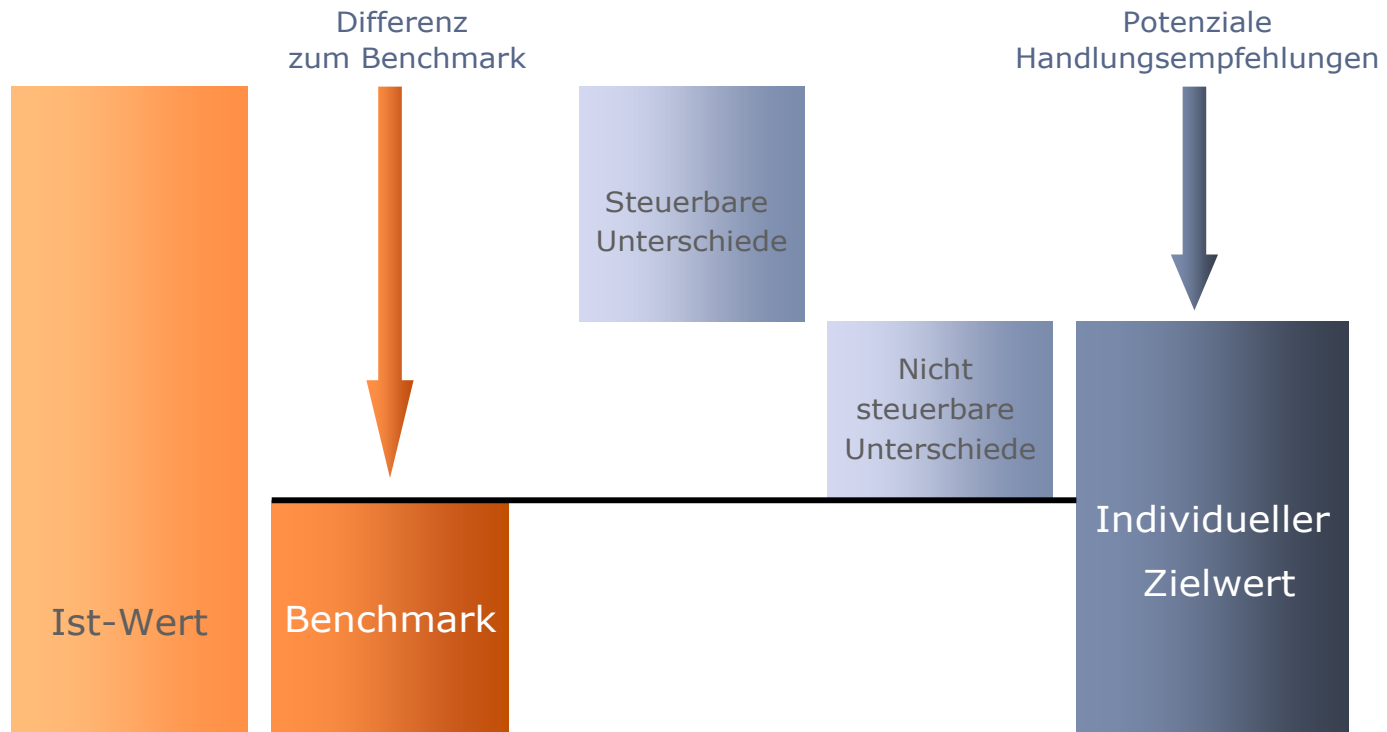 Differenz
zum Benchmark
Potenziale
Handlungsempfehlungen
Steuerbare
Unterschiede
Nicht
steuerbare
Unterschiede
Individueller
Zielwert
Ist-Wert
Benchmark